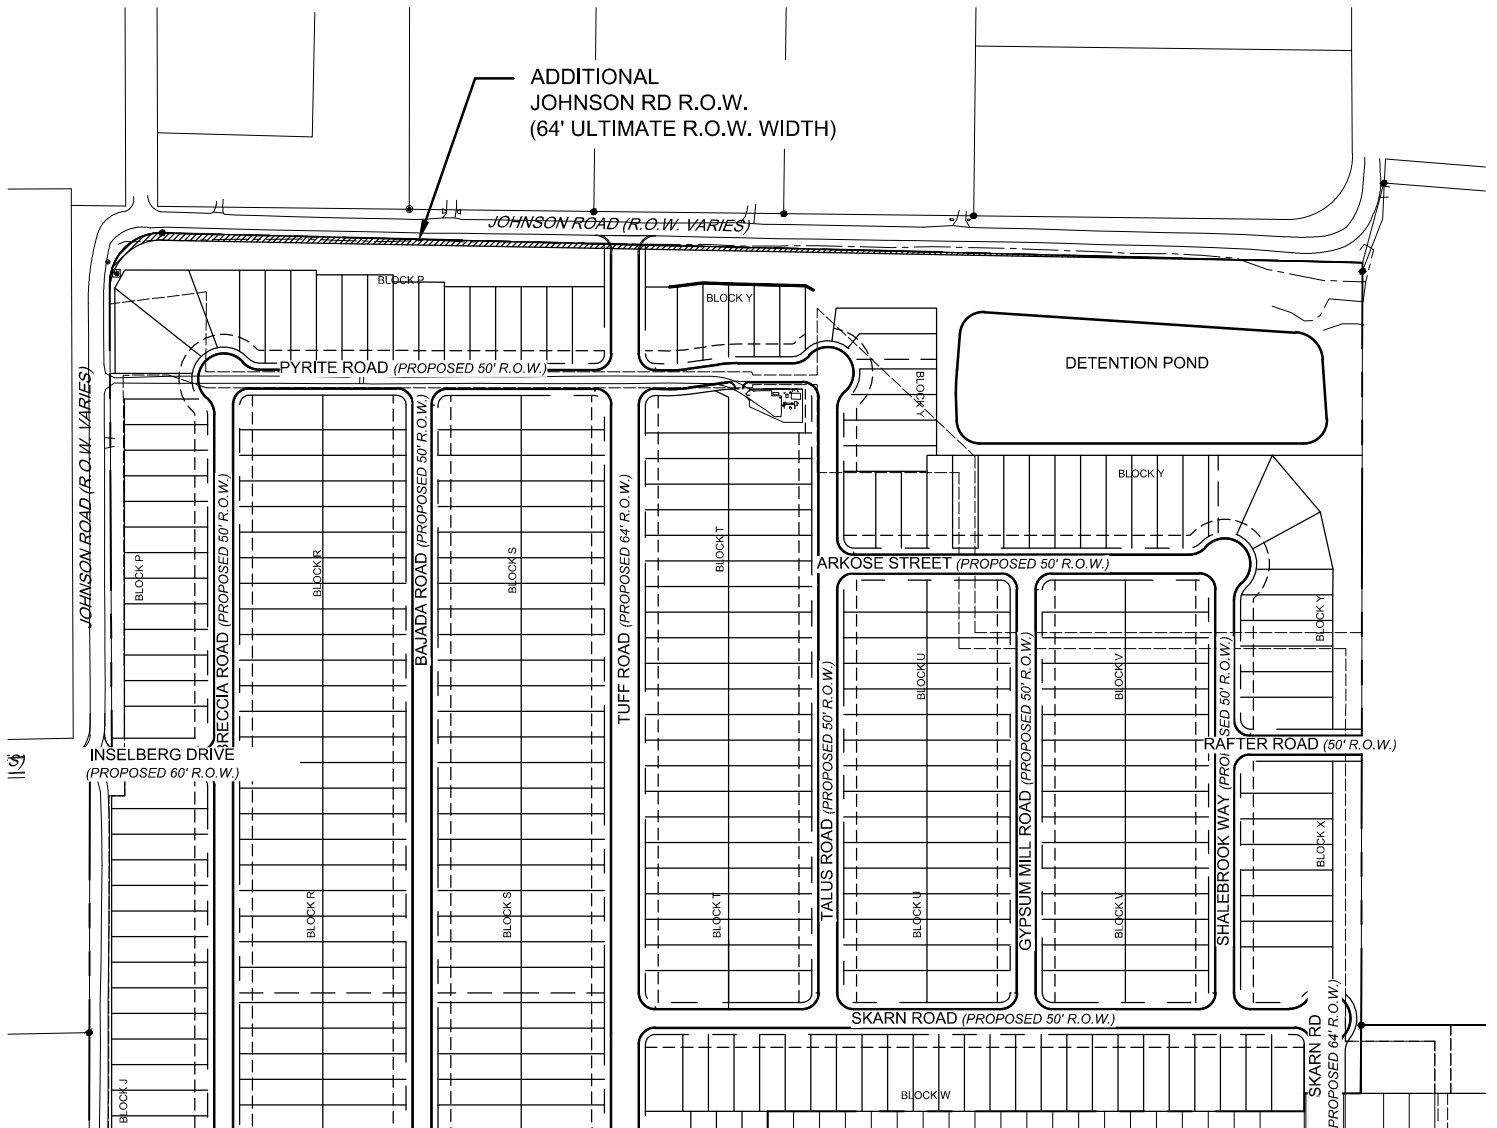 ADDITIONAL
JOHNSON RD R.O.W.
(64' ULTIMATE R.O.W. WIDTH)
JOHNSON ROAD (R.O.W. VARIES)
BLOCK P
BLOCK Y
DETENTION POND
PYRITE ROAD (PROPOSED 50' R.O.W.)
BLOCK Y
JOHNSON ROAD (R.O.W. VARIES)
BLOCK Y
BRECCIA ROAD (PROPOSED 50' R.O.W.)
BAJADA ROAD (PROPOSED 50' R.O.W.)
TUFF ROAD (PROPOSED 64' R.O.W.)
BLOCK P
BLOCK R
BLOCK S
BLOCK T
ARKOSE STREET (PROPOSED 50' R.O.W.)
BLOCK Y
BLOCK U
BLOCK V
TALUS ROAD (PROPOSED 50' R.O.W.)
GYPSUM MILL ROAD (PROPOSED 50' R.O.W.)
SHALEBROOK WAY (PROPOSED 50' R.O.W.)
RAFTER ROAD (50' R.O.W.)
S)
INSELBERG DRIVE
(PROPOSED 60' R.O.W.)
BLOCK X
BLOCK R
BLOCK S
BLOCK T
BLOCK U
BLOCK V
SKARN ROAD (PROPOSED 50' R.O.W.)
SKARN RD
PROPOSED 64' R.O.W.)
BLOCK J
BLOCK W